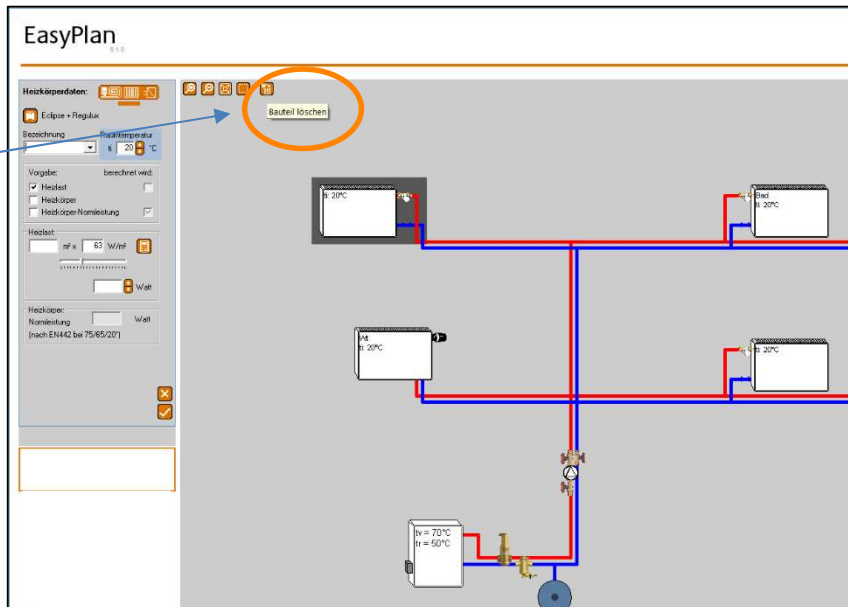 EasyPlan
Heizkörperdaten:
Eclipse + Regulux
Bezeichnung
Raumtemperatur
ti 20 °C
Vorgabe: berechnet wird:
Heizlast
Heizkörper
Heizkörper-Normleistung
Heizlast:
m² x 63 W/m²
Watt
Heizkörper:
Normleistung Watt
(nach EN442 bei 75/65/20°)
Bauteil löschen
ti: 20°C
Bad
ti: 20°C
ti: 20°C
ti: 20°C
tv = 70°C
tr = 50°C